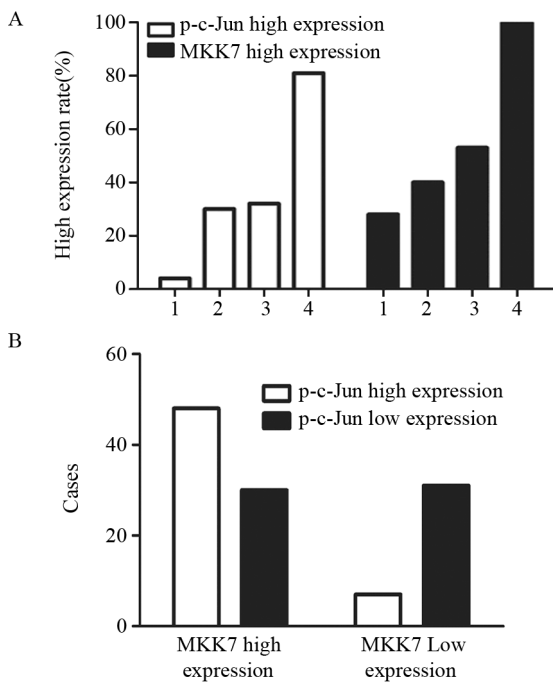 A
p-c-Jun high expression
MKK7 high expression
High expression rate(%)
100
80
60
40
20
0
1 2 3 4 1 2 3 4
B
p-c-Jun high expression
p-c-Jun low expression
Cases
60
40
20
0
MKK7 high
expression
MKK7 Low
expression